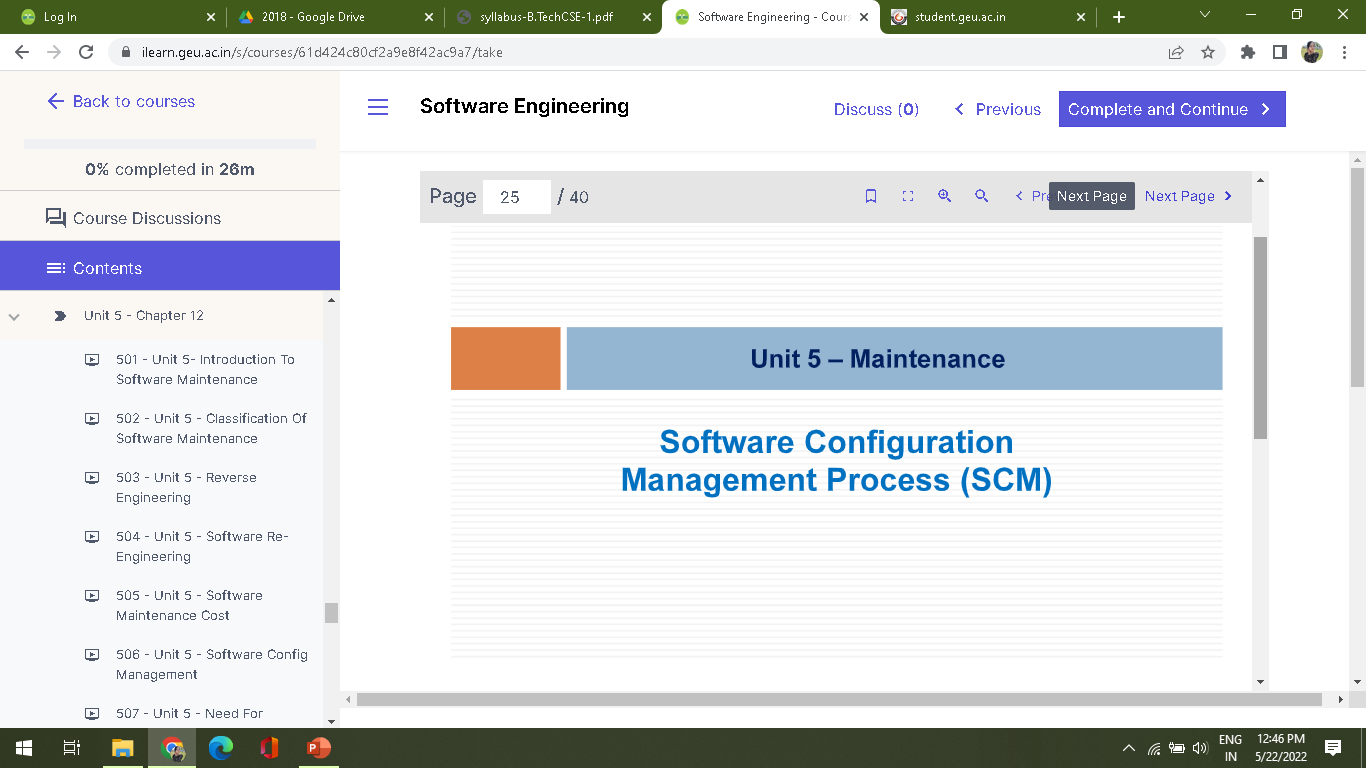 Log In
2018 - Google Drive
syllabus-B.TechCSE-1.pdf
Software Engineering - Cour
student.geu.ac.in
ilearn.geu.ac.in/s/courses/61d424c80cf2a9e8f42ac9a7/take
Back to courses
0% completed in 26m
Course Discussions
Contents
Unit 5 - Chapter 12
501 - Unit 5- Introduction To
Software Maintenance
502 - Unit 5 - Classification Of
Software Maintenance
503 - Unit 5 - Reverse
Engineering
504 - Unit 5 - Software Re-
Engineering
505 - Unit 5 - Software
Maintenance Cost
506 - Unit 5 - Software Config
Management
507 - Unit 5 - Need For
Software Engineering
Discuss (0)
Previous
Complete and Continue
Page 25 / 40
Pre
Next Page
Next Page
Unit 5 – Maintenance
Software Configuration
Management Process (SCM)
ENG
IN
12:46 PM
5/22/2022